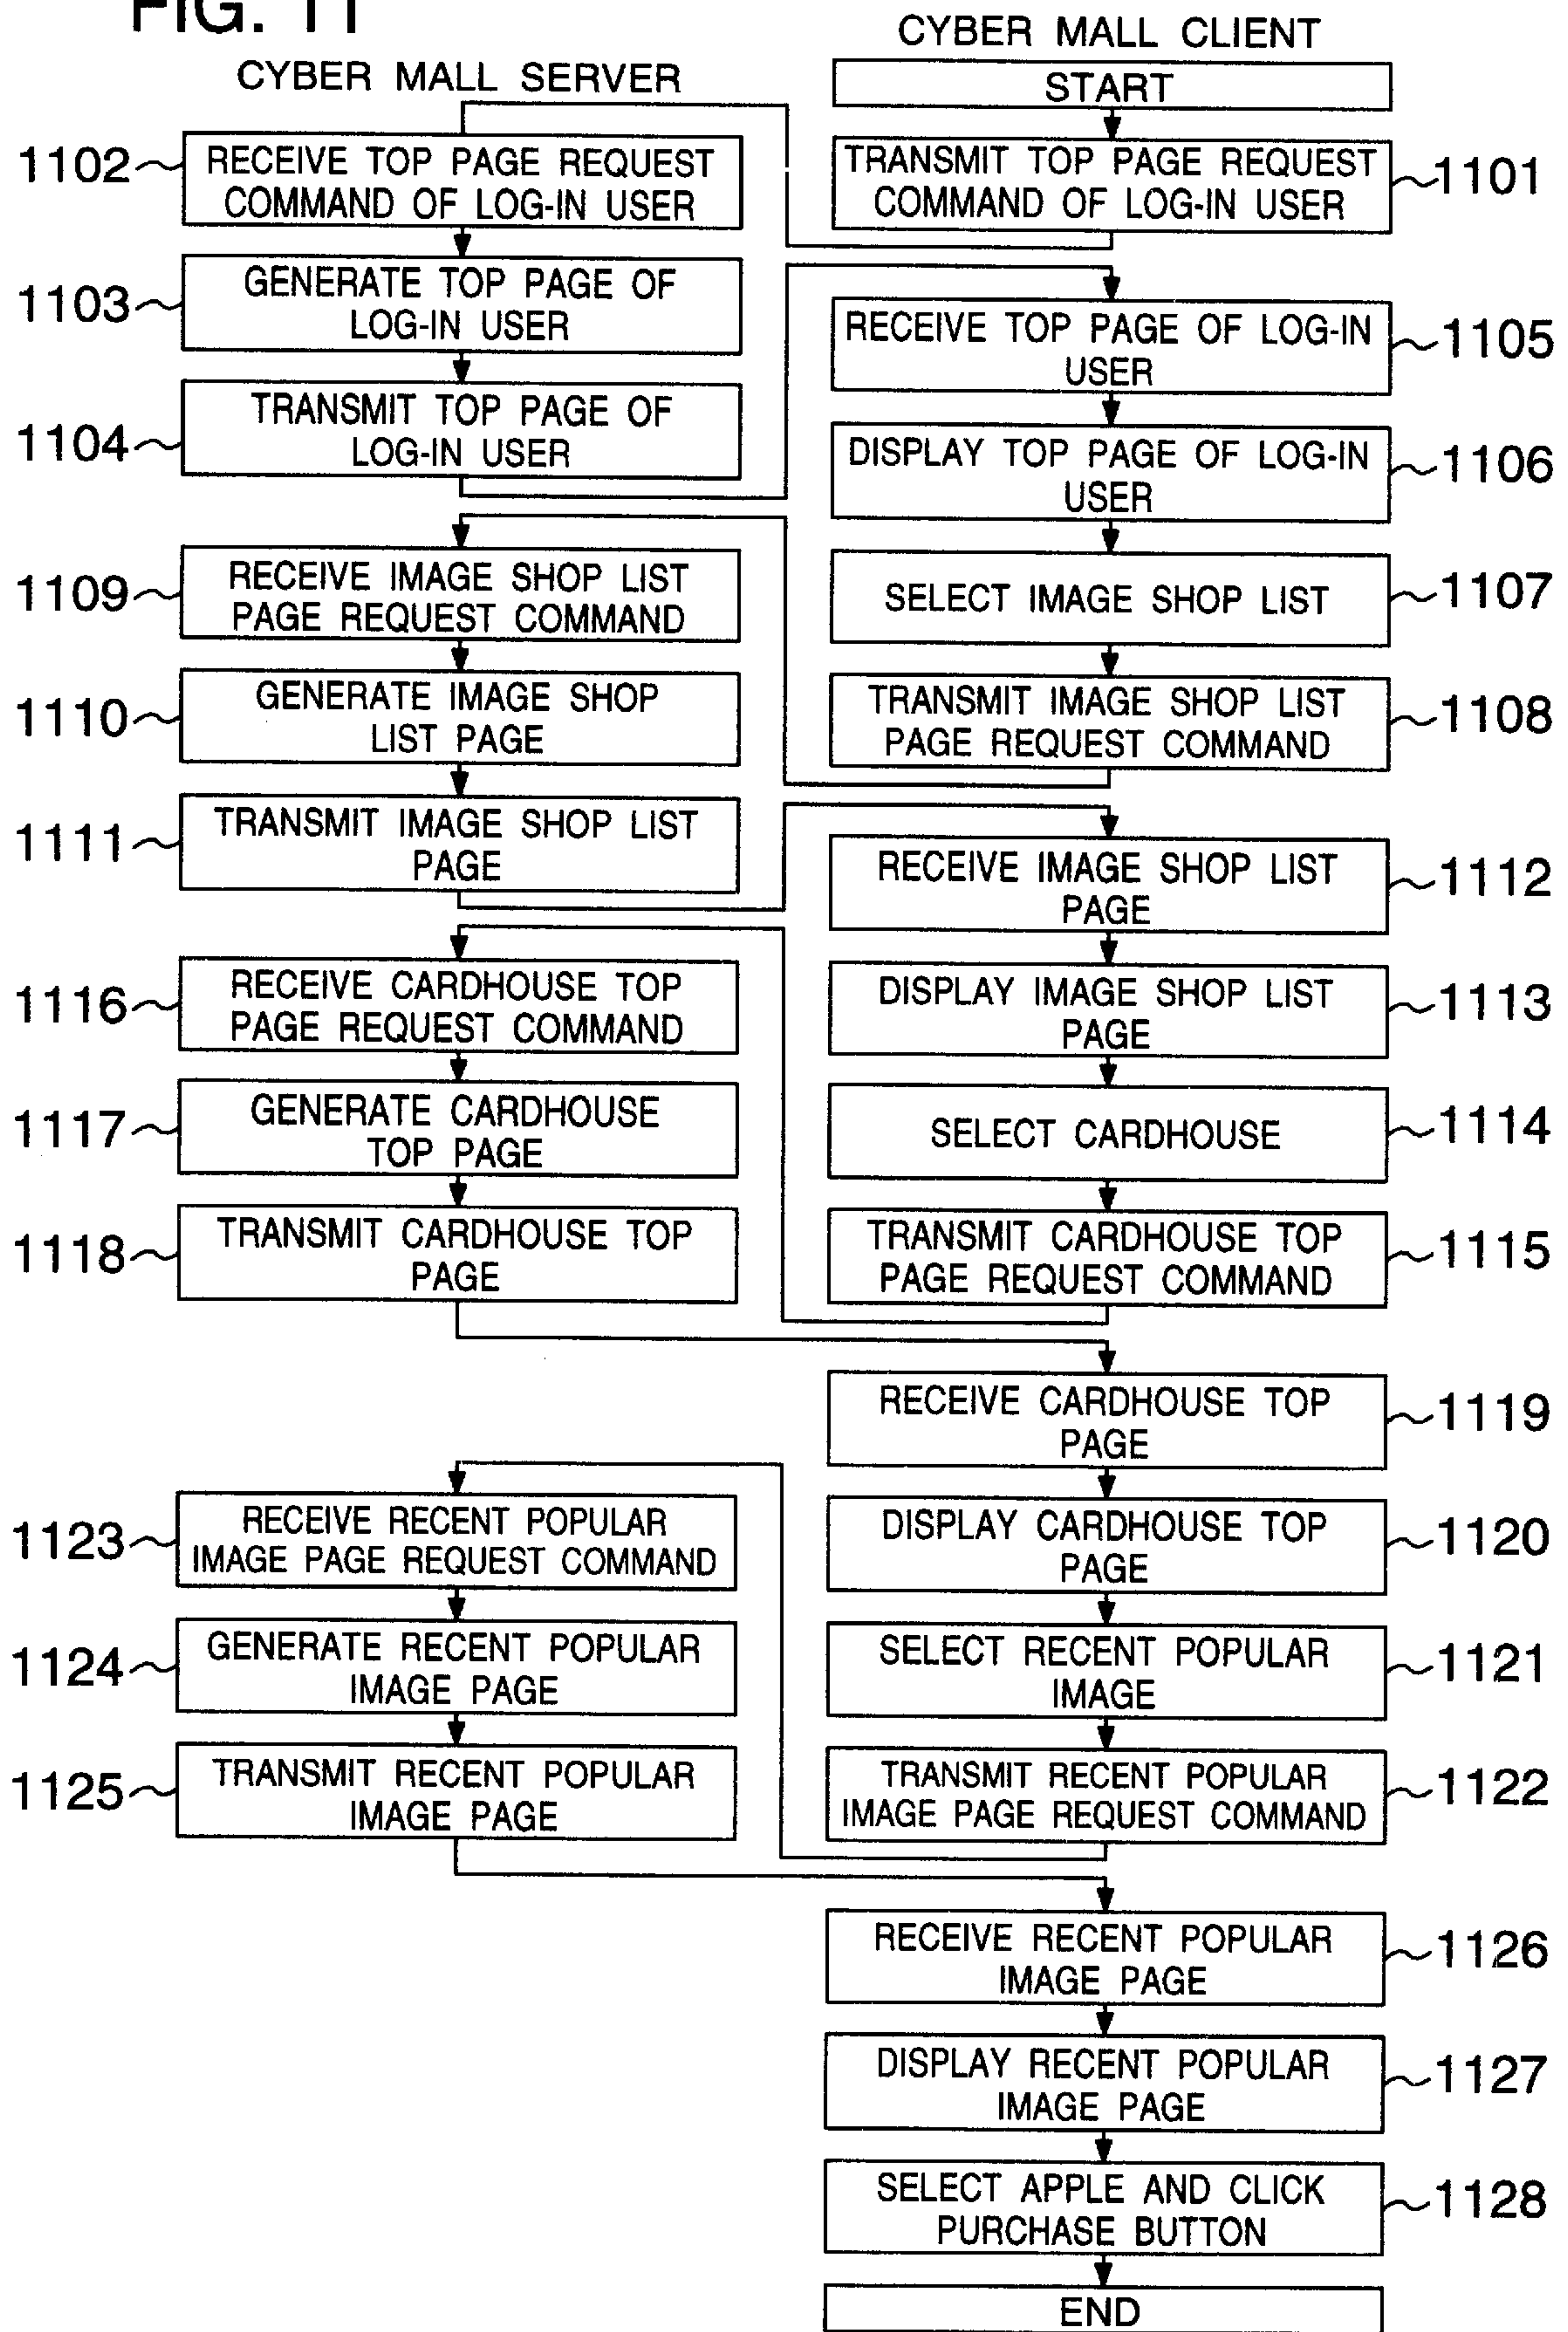 FIG. 11
CYBER MALL SERVER
CYBER MALL CLIENT
START
TRANSMIT TOP PAGE REQUEST
COMMAND OF LOG-IN USER
1101
1102
RECEIVE TOP PAGE REQUEST
COMMAND OF LOG-IN USER
1103
GENERATE TOP PAGE OF
LOG-IN USER
1104
TRANSMIT TOP PAGE OF
LOG-IN USER
RECEIVE TOP PAGE OF LOG-IN
USER
1105
DISPLAY TOP PAGE OF LOG-IN
USER
1106
SELECT IMAGE SHOP LIST
1107
TRANSMIT IMAGE SHOP LIST
PAGE REQUEST COMMAND
1108
1109
RECEIVE IMAGE SHOP LIST
PAGE REQUEST COMMAND
1110
GENERATE IMAGE SHOP
LIST PAGE
1111
TRANSMIT IMAGE SHOP LIST
PAGE
RECEIVE IMAGE SHOP LIST
PAGE
1112
DISPLAY IMAGE SHOP LIST
PAGE
1113
SELECT CARDHOUSE
1114
TRANSMIT CARDHOUSE TOP
PAGE REQUEST COMMAND
1115
1116
RECEIVE CARDHOUSE TOP
PAGE REQUEST COMMAND
1117
GENERATE CARDHOUSE
TOP PAGE
1118
TRANSMIT CARDHOUSE TOP
PAGE
RECEIVE CARDHOUSE TOP
PAGE
1119
DISPLAY CARDHOUSE TOP
PAGE
1120
SELECT RECENT POPULAR
IMAGE
1121
TRANSMIT RECENT POPULAR
IMAGE PAGE REQUEST COMMAND
1122
1123
RECEIVE RECENT POPULAR
IMAGE PAGE REQUEST COMMAND
1124
GENERATE RECENT POPULAR
IMAGE PAGE
1125
TRANSMIT RECENT POPULAR
IMAGE PAGE
RECEIVE RECENT POPULAR
IMAGE PAGE
1126
DISPLAY RECENT POPULAR
IMAGE PAGE
1127
SELECT APPLE AND CLICK
PURCHASE BUTTON
1128
END